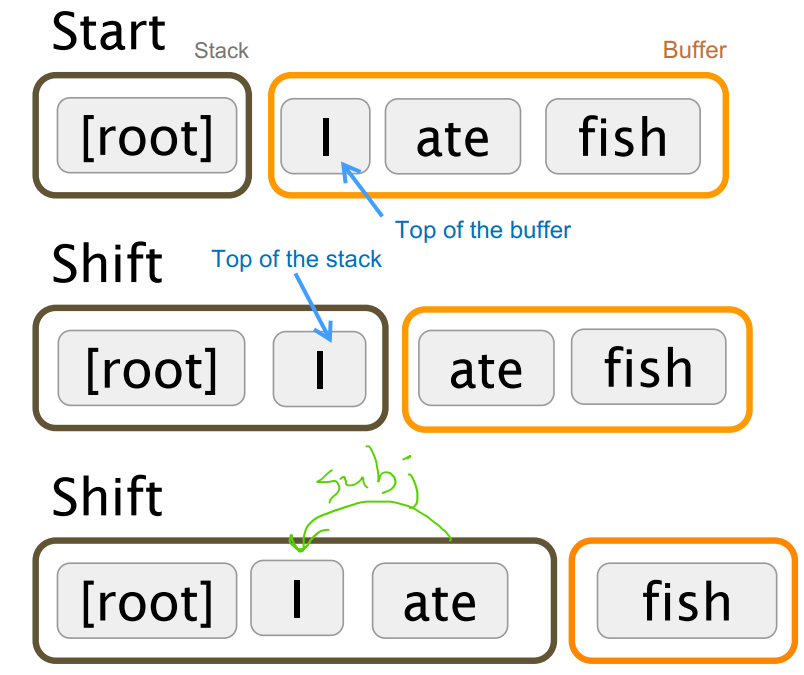 Start
Stack
Buffer
[root] I ate fish
Top of the buffer
Shift
Top of the stack
[root] I ate fish
Shift
subj
[root] I ate fish